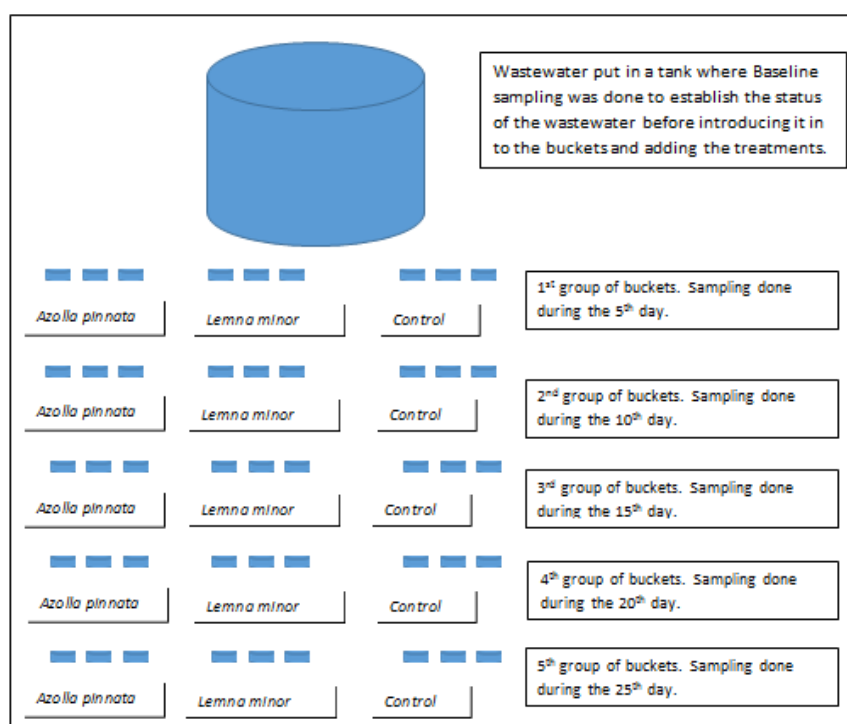 Wastewater put in a tank where Baseline
sampling was done to establish the status
of the wastewater before introducing it in
to the buckets and adding the treatments.
Azolla pinnata
Lemna minor
Control
1st group of buckets. Sampling done
during the 5th day.
Azolla pinnata
Lemna minor
Control
2nd group of buckets. Sampling done
during the 10th day.
Azolla pinnata
Lemna minor
Control
3rd group of buckets. Sampling done
during the 15th day.
Azolla pinnata
Lemna minor
Control
4th group of buckets. Sampling done
during the 20th day.
Azolla pinnata
Lemna minor
Control
5th group of buckets. Sampling done
during the 25th day.